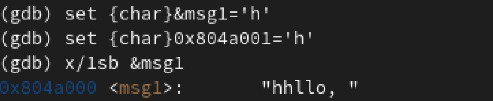 (gdb) set {char}&msg1='h'
(gdb) set {char}0x804a001='h'
(gdb) x/1sb &msg1
0x804a000 <msg1>:      "hhllo, "